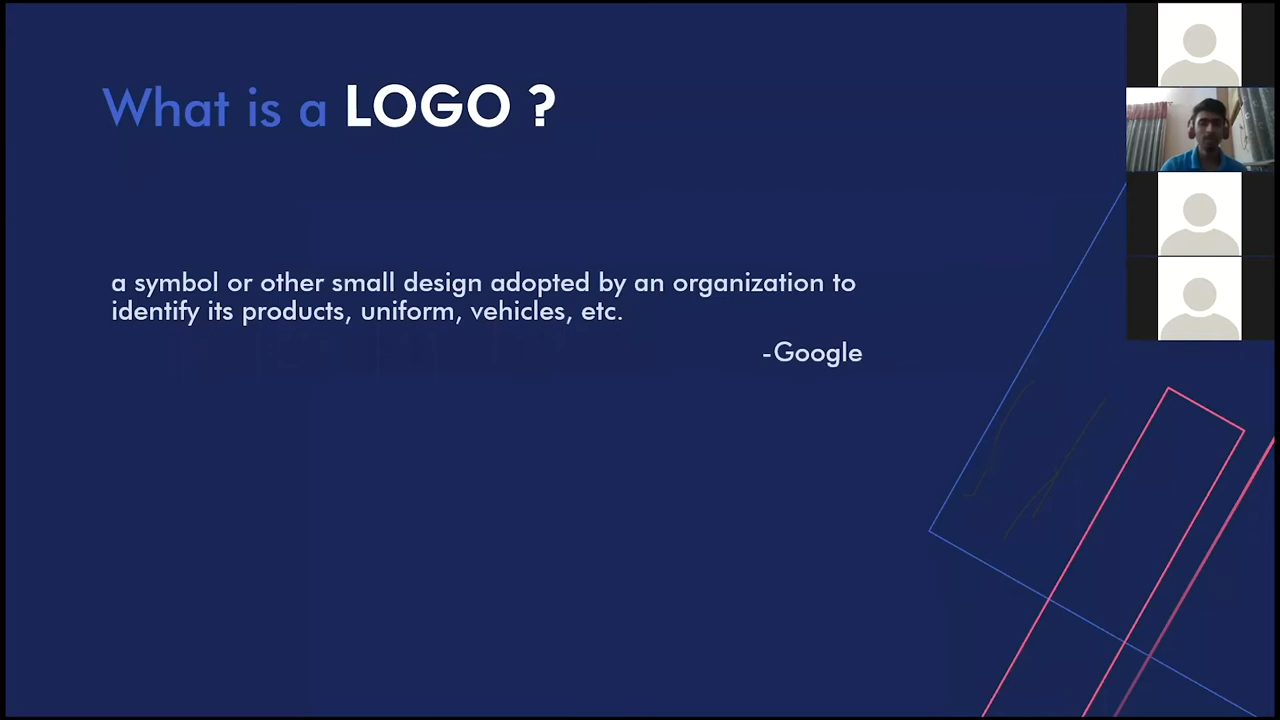 What is a LOGO ?
a symbol or other small design adopted by an organization to
identify its products, uniform, vehicles, etc.
-Google